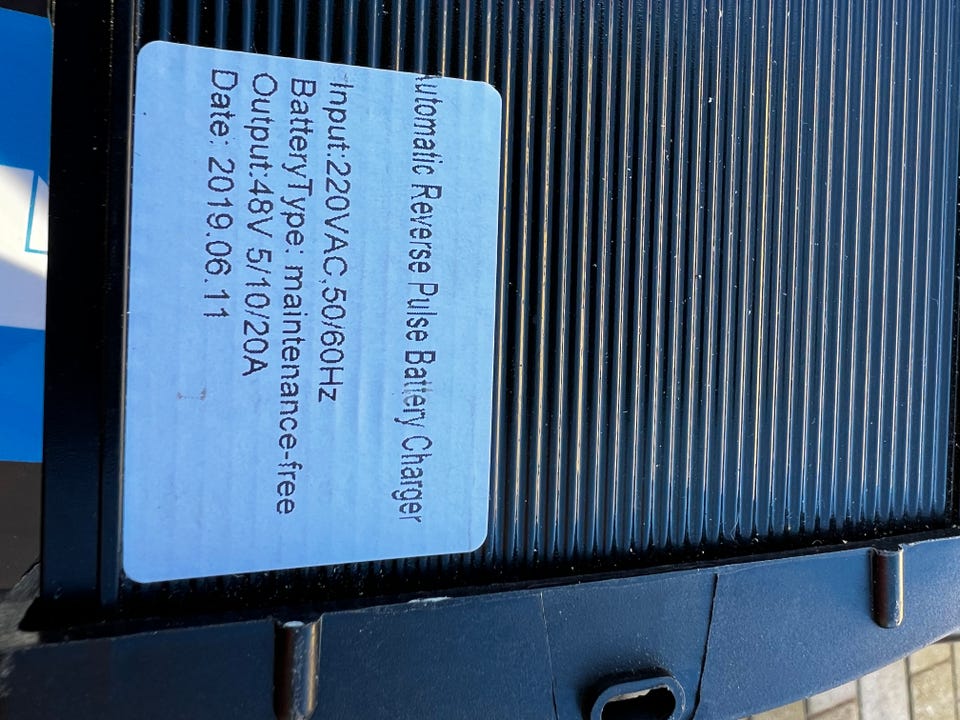 Automatic Reverse Pulse Battery Charger
Input:220VAC,50/60Hz
BatteryType: maintenance-free
Output:48V 5/10/20A
Date: 2019.06.11